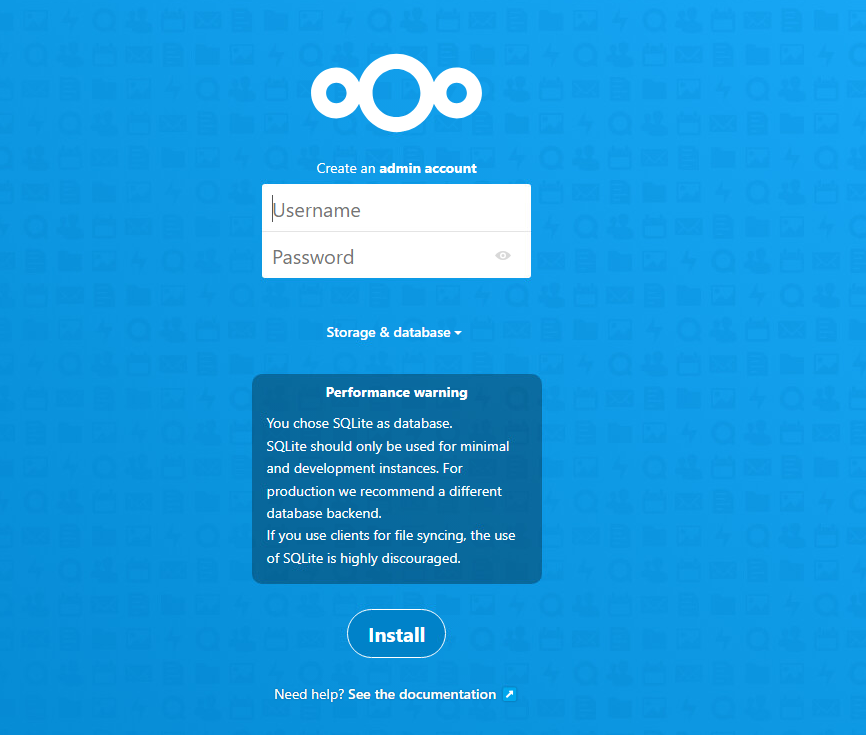 Create an admin account
Username
Password
Storage & database
Performance warning
You chose SQLite as database.
SQLite should only be used for minimal
and development instances. For
production we recommend a different
database backend.
If you use clients for file syncing, the use
of SQLite is highly discouraged.
Install
Need help? See the documentation